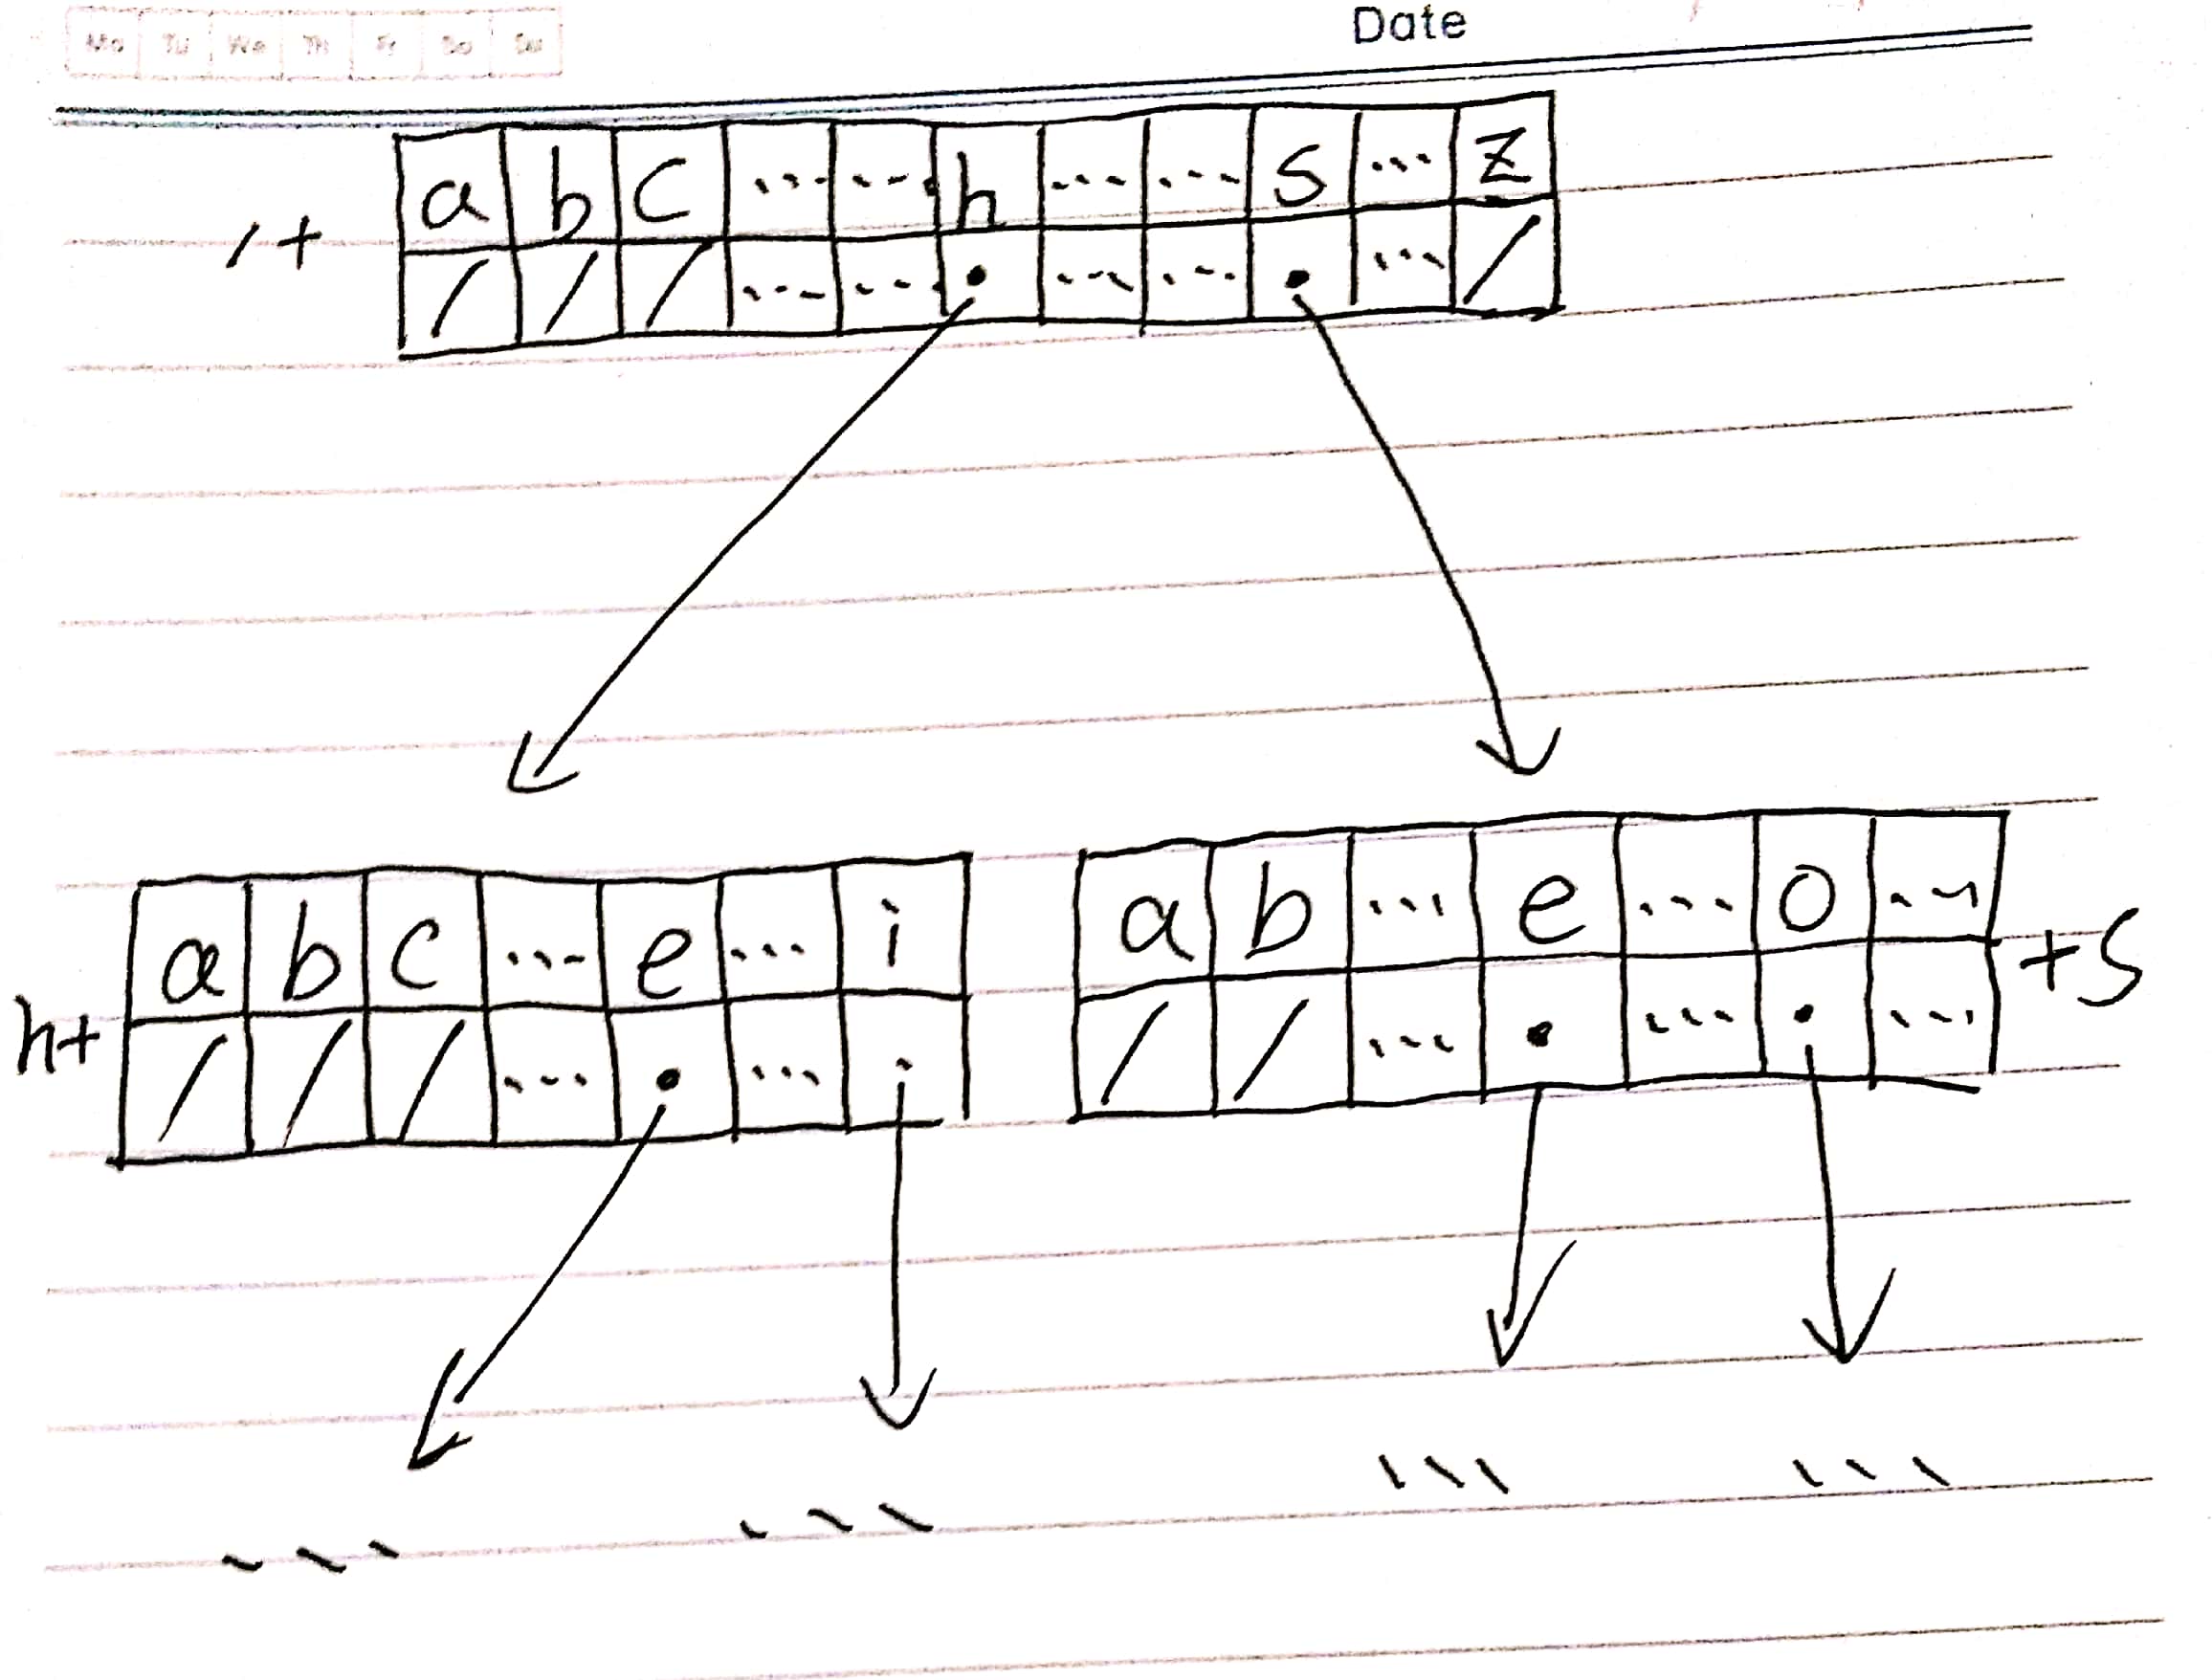 Mo Tu We Th Fr Sa Su
Date
a b c ... ... h ... ... s ... z
/ +
/ / / ... ... • ... ... • ... /
a b c ... e ... i
a b ... e ... o ...
h+
+s
/ / / ... • ... •
/ / ... • ... • ...
... ... ... ...